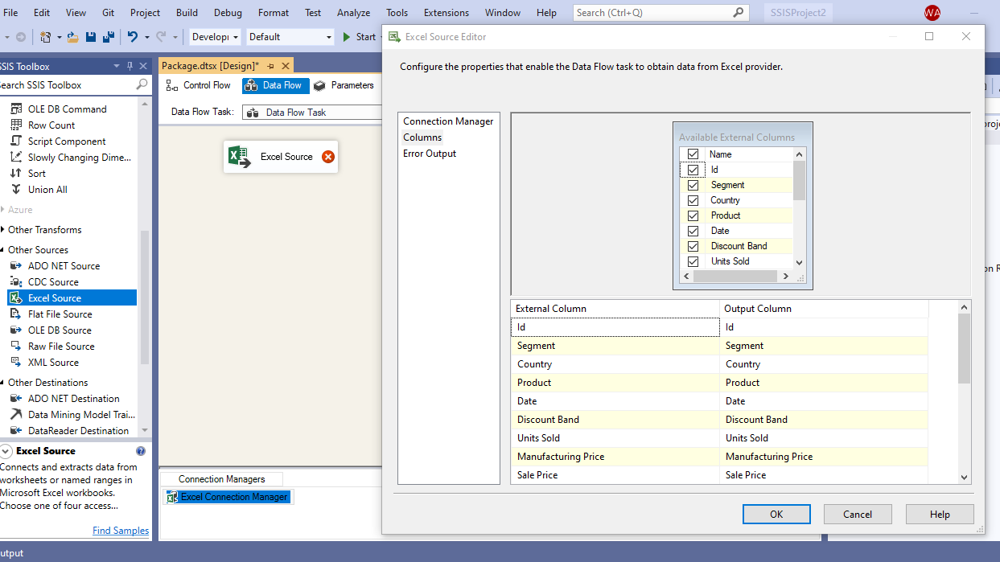 File Edit View Git Project Build Debug Format Test Analyze Tools Extensions Window Help Search (Ctrl+Q) SSISProject2 WA
Develop Default Start
SSIS Toolbox
Search SSIS Toolbox
OLE DB Command
Row Count
Script Component
Slowly Changing Dime...
Sort
Union All
Azure
Other Transforms
Other Sources
ADO NET Source
CDC Source
Excel Source
Flat File Source
OLE DB Source
Raw File Source
XML Source
Other Destinations
ADO NET Destination
Data Mining Model Trai...
DataReader Destination
Excel Source
Connects and extracts data from
worksheets or named ranges in
Microsoft Excel workbooks.
Choose one of four access...
Find Samples
utput
Package.dtsx [Design]*
Control Flow Data Flow Parameters
Data Flow Task: Data Flow Task
Excel Source
Connection Managers
Excel Connection Manager
Excel Source Editor
Configure the properties that enable the Data Flow task to obtain data from Excel provider.
Connection Manager
Columns
Error Output
Available External Columns
Name
Id
Segment
Country
Product
Date
Discount Band
Units Sold
External Column Output Column
Id Id
Segment Segment
Country Country
Product Product
Date Date
Discount Band Discount Band
Units Sold Units Sold
Manufacturing Price Manufacturing Price
Sale Price Sale Price
OK Cancel Help